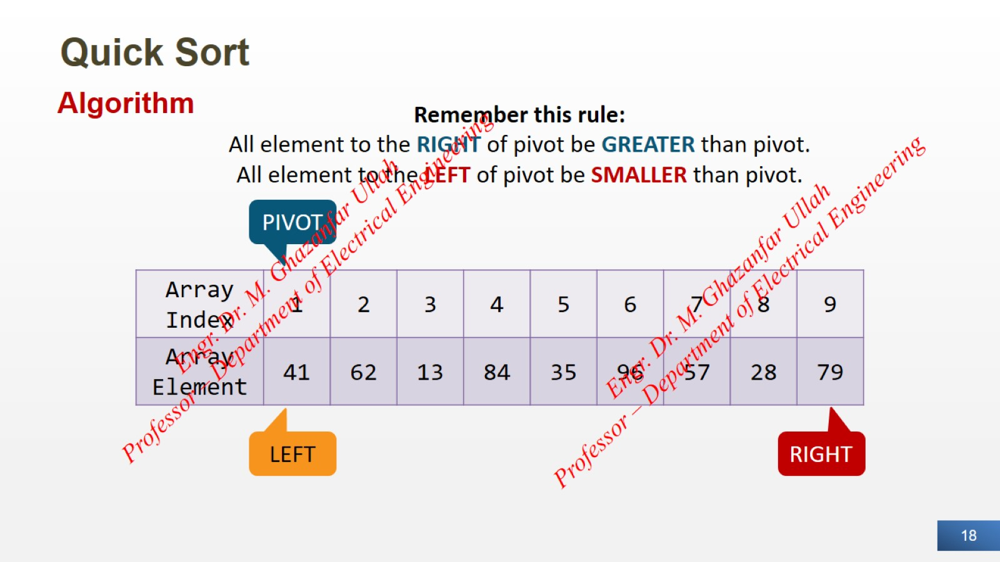 Quick Sort
Algorithm
Remember this rule:
All element to the RIGHT of pivot be GREATER than pivot.
All element to the LEFT of pivot be SMALLER than pivot.
PIVOT
Array Index 1 2 3 4 5 6 7 8 9
Array Element 41 62 13 84 35 96 57 28 79
LEFT
RIGHT
Engr. Dr. M. Ghazanfar Ullah
Professor – Department of Electrical Engineering
Engr. Dr. M. Ghazanfar Ullah
Professor – Department of Electrical Engineering
18